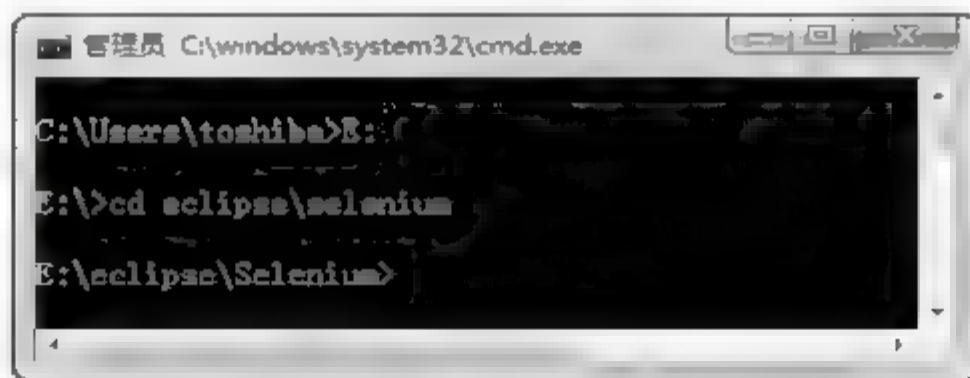 管理员 C:\windows\system32\cmd.exe
C:\Users\toshiba>E:
E:\>cd eclipse\selenium
E:\eclipse\Selenium>